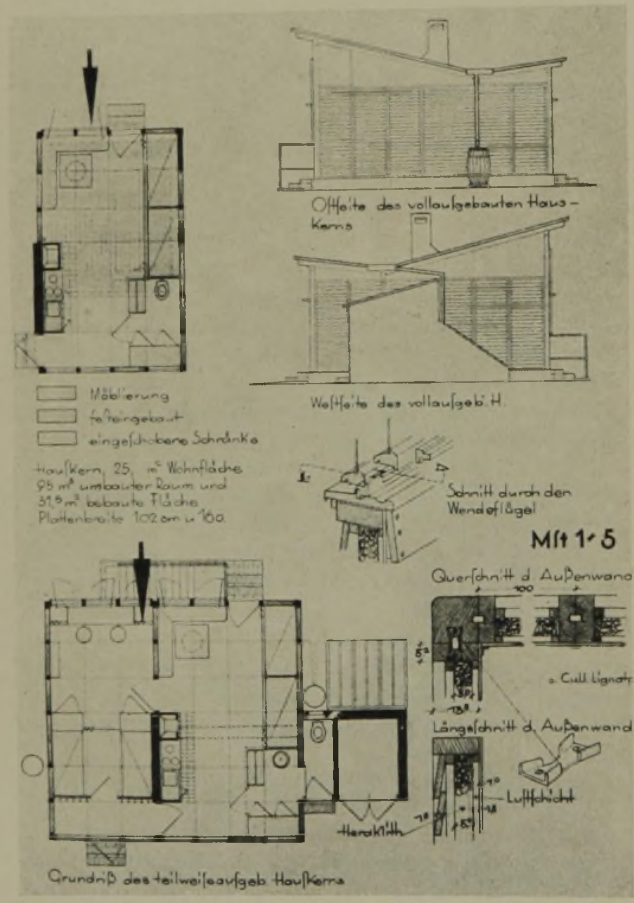 Oſtſeite des vollaufgebauten Haus-
kerns
Möblierung
feſteingebaut
eingeſchobene Schränke
Weſtſeite des vollaufgeb. H.
Hauſkern, 25, m² Wohnfläche
95 m³ umbauter Raum und
31,5 m² bebaute Fläche
Plattenbreite 102 cm u.
Schnitt durch den
Wendeflügel
Mſt 1·5
Querſchnitt d. Außenwand
100
Längsſchnitt d. Außenwand
Luftſchicht
Heraklith
Grundriß des teilweiſeaufgeb. Hauſkerns